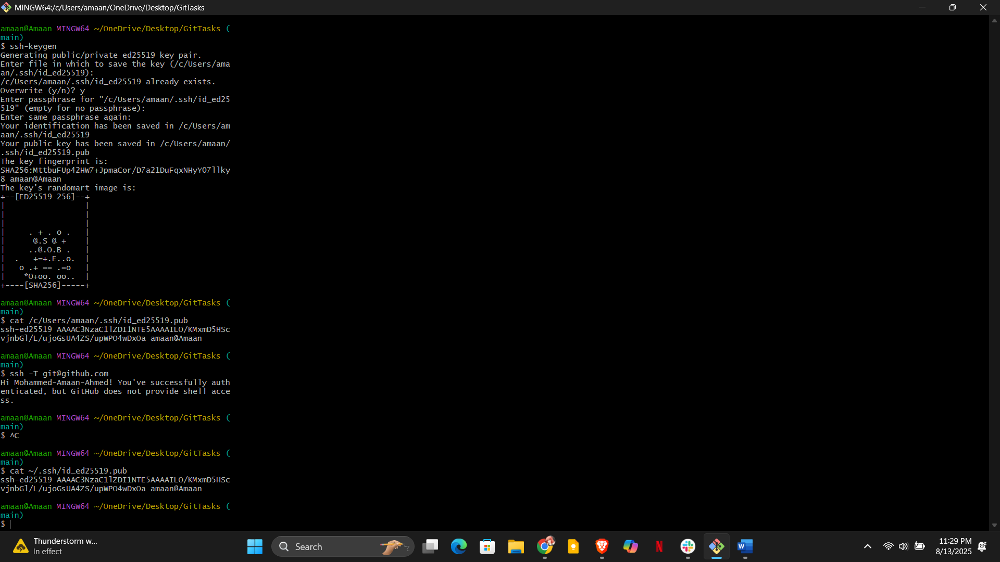 MINGW64:/c/Users/amaan/OneDrive/Desktop/GitTasks
amaan@Amaan MINGW64 ~/OneDrive/Desktop/GitTasks (
main)
$ ssh-keygen
Generating public/private ed25519 key pair.
Enter file in which to save the key (/c/Users/ama
an/.ssh/id_ed25519):
/c/Users/amaan/.ssh/id_ed25519 already exists.
Overwrite (y/n)? y
Enter passphrase for "/c/Users/amaan/.ssh/id_ed25
519" (empty for no passphrase):
Enter same passphrase again:
Your identification has been saved in /c/Users/am
aan/.ssh/id_ed25519
Your public key has been saved in /c/Users/amaan/
.ssh/id_ed25519.pub
The key fingerprint is:
SHA256:MttbuFUp42HW7+JpmaCor/D7a21DuFqxNHyYO7llky
8 amaan@Amaan
The key's randomart image is:
+--[ED25519 256]--+
|                 |
|                 |
|                 |
|     . + . o .   |
|      @.S @ +    |
|     ..@.O.B .   |
|  .   +=+.E..o.  |
|   o .+ == .=o   |
|    *O+oo. oo..  |
+----[SHA256]-----+
amaan@Amaan MINGW64 ~/OneDrive/Desktop/GitTasks (
main)
$ cat /c/Users/amaan/.ssh/id_ed25519.pub
ssh-ed25519 AAAAC3NzaC1lZDI1NTE5AAAAILO/KMxmD5HSc
vjnbGl/L/ujoGsUA4ZS/upWPO4wDxOa amaan@Amaan
amaan@Amaan MINGW64 ~/OneDrive/Desktop/GitTasks (
main)
$ ssh -T git@github.com
Hi Mohammed-Amaan-Ahmed! You've successfully auth
enticated, but GitHub does not provide shell acce
ss.
amaan@Amaan MINGW64 ~/OneDrive/Desktop/GitTasks (
main)
$ ^C
amaan@Amaan MINGW64 ~/OneDrive/Desktop/GitTasks (
main)
$ cat ~/.ssh/id_ed25519.pub
ssh-ed25519 AAAAC3NzaC1lZDI1NTE5AAAAILO/KMxmD5HSc
vjnbGl/L/ujoGsUA4ZS/upWPO4wDxOa amaan@Amaan
amaan@Amaan MINGW64 ~/OneDrive/Desktop/GitTasks (
main)
$
Thunderstorm w...
In effect
Search
11:29 PM
8/13/2025